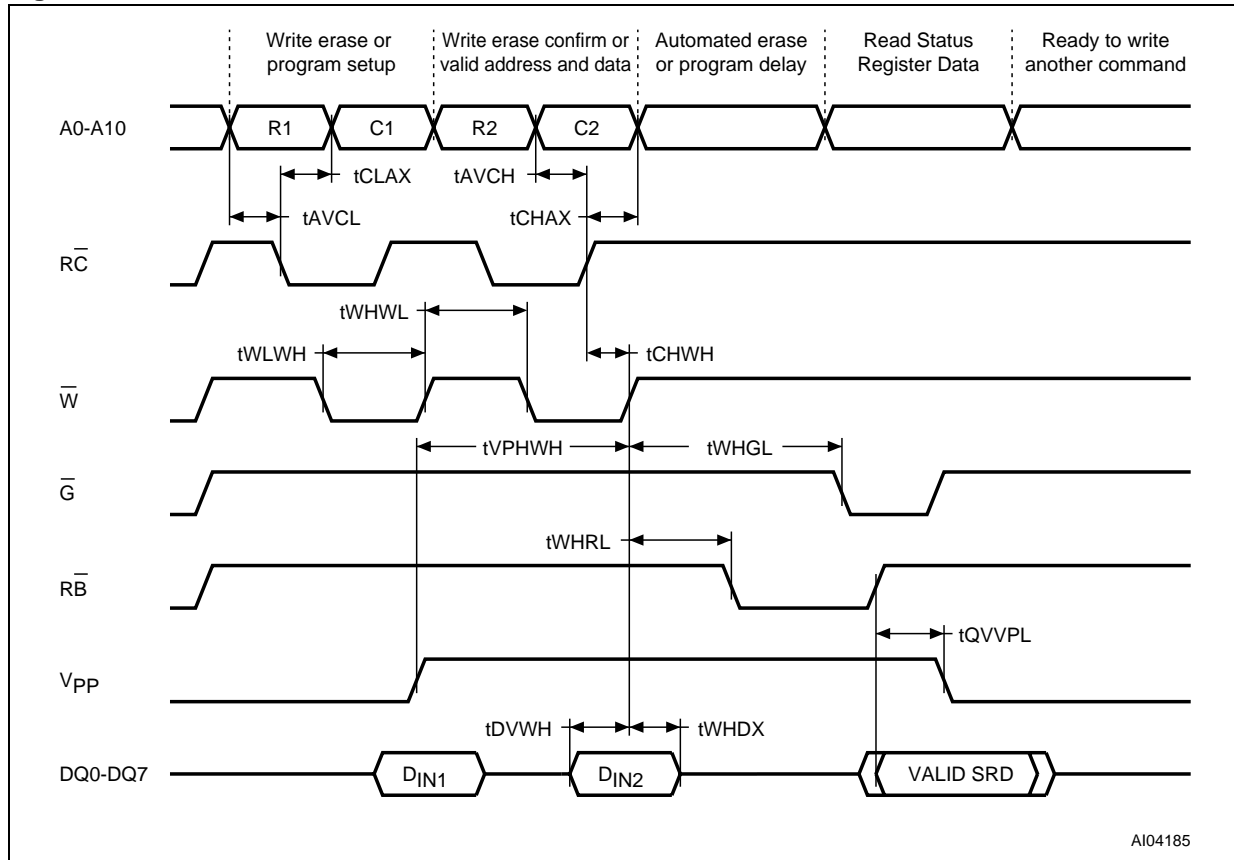 Write erase or program setup
Write erase confirm or valid address and data
Automated erase or program delay
Read Status Register Data
Ready to write another command
A0-A10
R1
C1
R2
C2
tCLAX
tAVCH
tAVCL
tCHAX
RC̅
tWHWL
tWLWH
tCHWH
W̅
tVPHWH
tWHGL
G̅
tWHRL
RB̅
tQVVPL
VPP
tDVWH
tWHDX
DQ0-DQ7
DIN1
DIN2
VALID SRD
AI04185